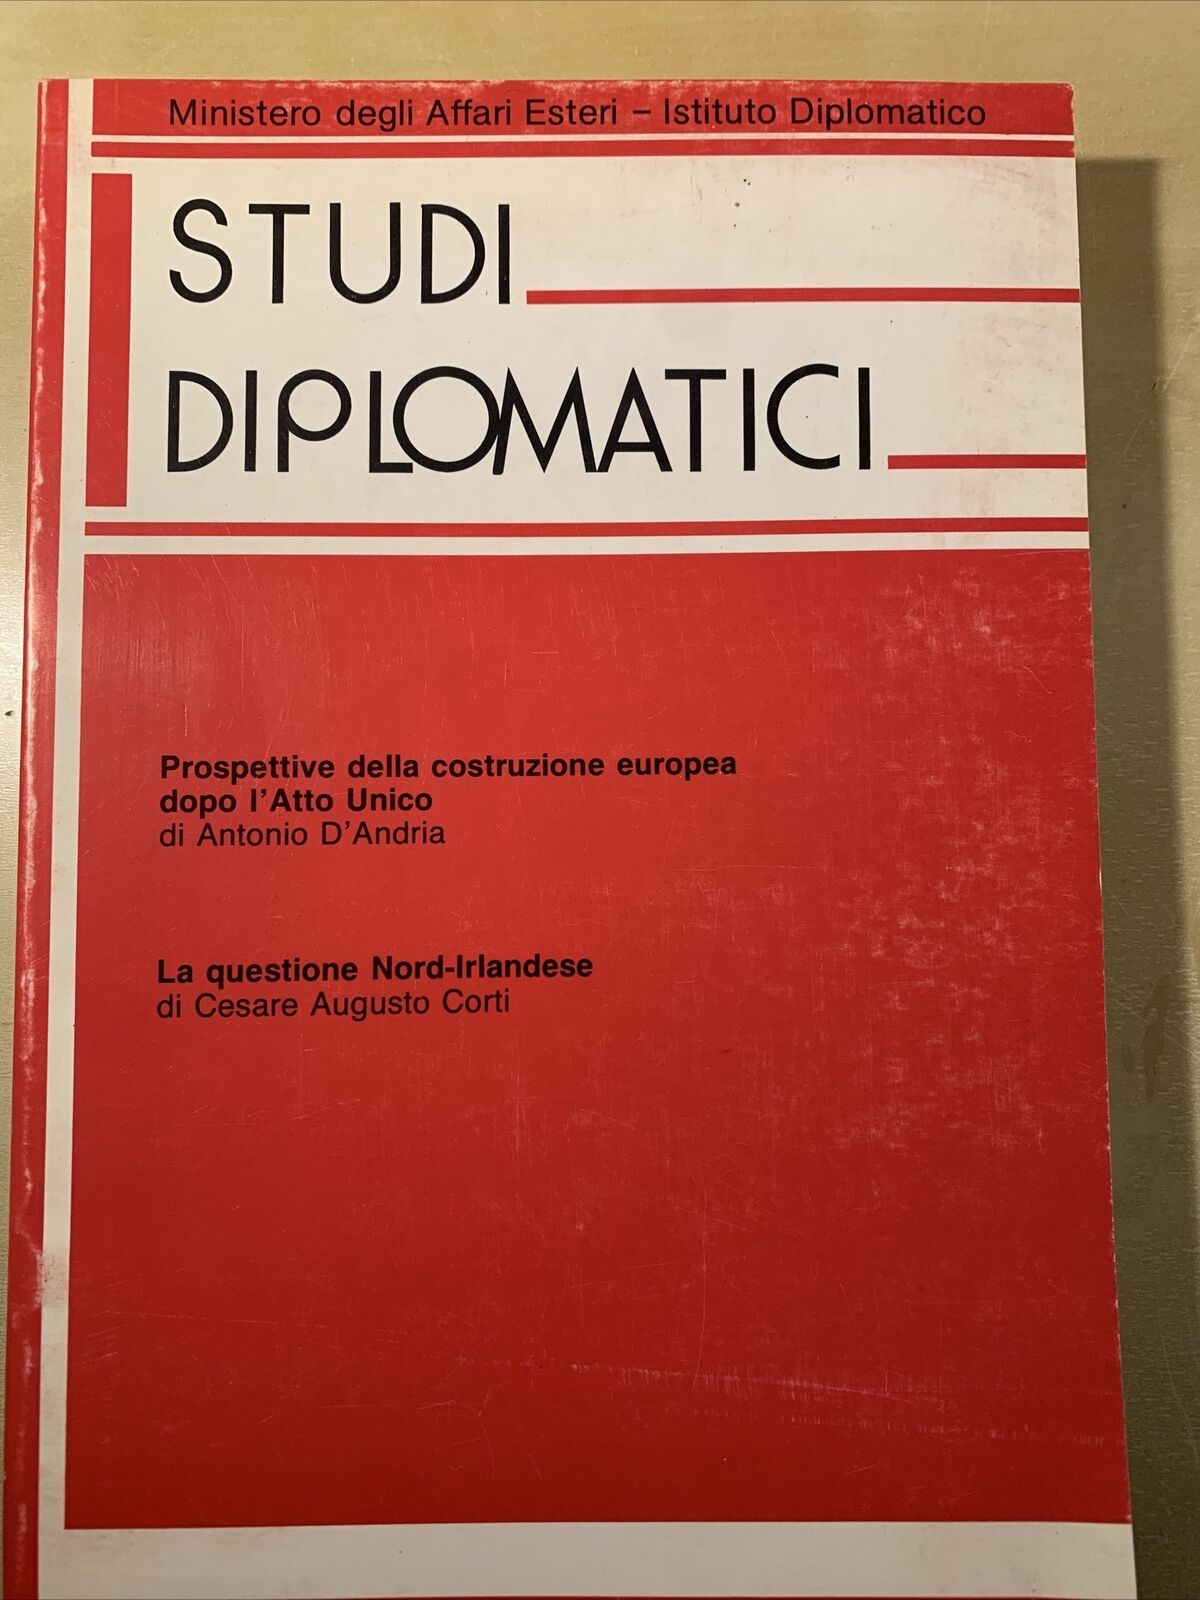 Ministero degli Affari Esteri – Istituto Diplomatico
STUDI
DIPLOMATICI
Prospettive della costruzione europea
dopo l'Atto Unico
di Antonio D'Andria
La questione Nord-Irlandese
di Cesare Augusto Corti